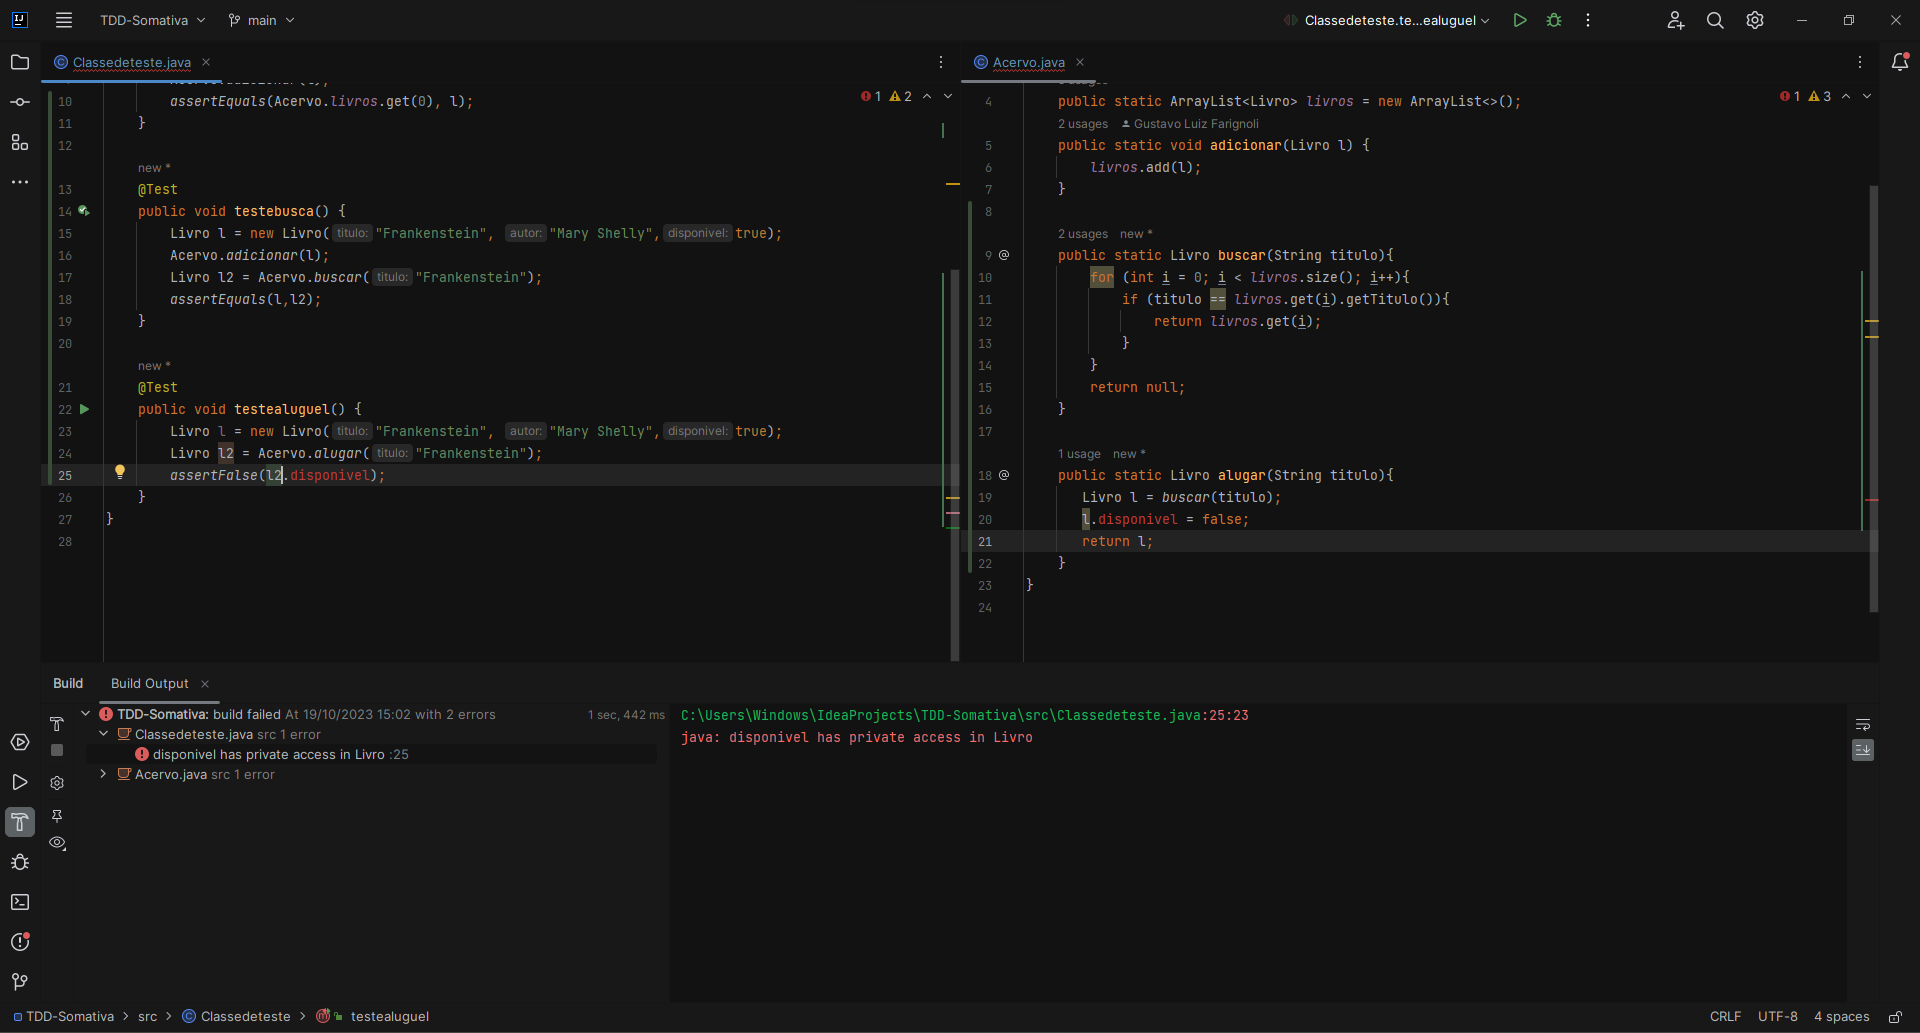 TDD-Somativa
main
Classedeteste.te...ealuguel
Classedeteste.java
10 assertEquals(Acervo.livros.get(0), l);
1 2
11 }
12
new *
13 @Test
14 public void testebusca() {
15 Livro l = new Livro( titulo: "Frankenstein", autor: "Mary Shelly", disponivel: true);
16 Acervo.adicionar(l);
17 Livro l2 = Acervo.buscar( titulo: "Frankenstein");
18 assertEquals(l,l2);
19 }
20
new *
21 @Test
22 public void testealuguel() {
23 Livro l = new Livro( titulo: "Frankenstein", autor: "Mary Shelly", disponivel: true);
24 Livro l2 = Acervo.alugar( titulo: "Frankenstein");
25 assertFalse(l2.disponivel);
26 }
27 }
28
Acervo.java
4 public static ArrayList<Livro> livros = new ArrayList<>();
1 3
2 usages Gustavo Luiz Farignoli
5 public static void adicionar(Livro l) {
6 livros.add(l);
7 }
8
2 usages new *
9 @ public static Livro buscar(String titulo){
10 for (int i = 0; i < livros.size(); i++){
11 if (titulo == livros.get(i).getTitulo()){
12 return livros.get(i);
13 }
14 }
15 return null;
16 }
17
1 usage new *
18 @ public static Livro alugar(String titulo){
19 Livro l = buscar(titulo);
20 l.disponivel = false;
21 return l;
22 }
23 }
24
Build Build Output
TDD-Somativa: build failed At 19/10/2023 15:02 with 2 errors 1 sec, 442 ms
Classedeteste.java src 1 error
disponivel has private access in Livro :25
Acervo.java src 1 error
C:\Users\Windows\IdeaProjects\TDD-Somativa\src\Classedeteste.java:25:23
java: disponivel has private access in Livro
TDD-Somativa > src > Classedeteste > testealuguel
CRLF UTF-8 4 spaces